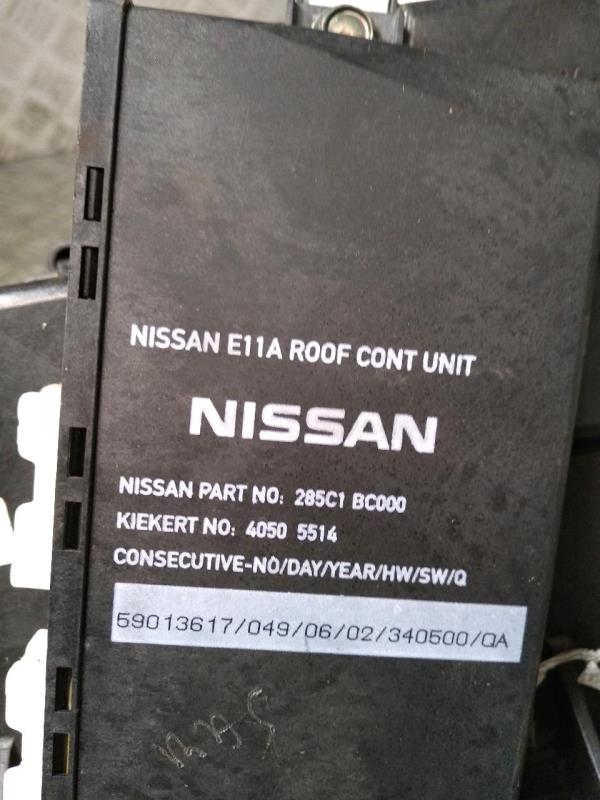 NISSAN E11A ROOF CONT UNIT
NISSAN
NISSAN PART NO: 285C1 BC000
KIEKERT NO: 4050 5514
CONSECUTIVE-NO/DAY/YEAR/HW/SW/Q
59013617/049/06/02/340500/QA